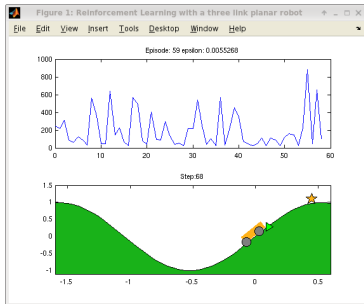 Figure 1: Reinforcement Learning with a three link planar robot
File Edit View Insert Tools Desktop Window Help
Episode: 59 epsilon: 0.0055268
1000
800
600
400
200
0
0 10 20 30 40 50 60
Step:68
1.5
1
0.5
0
-0.5
-1
-1.5 -1 -0.5 0 0.5